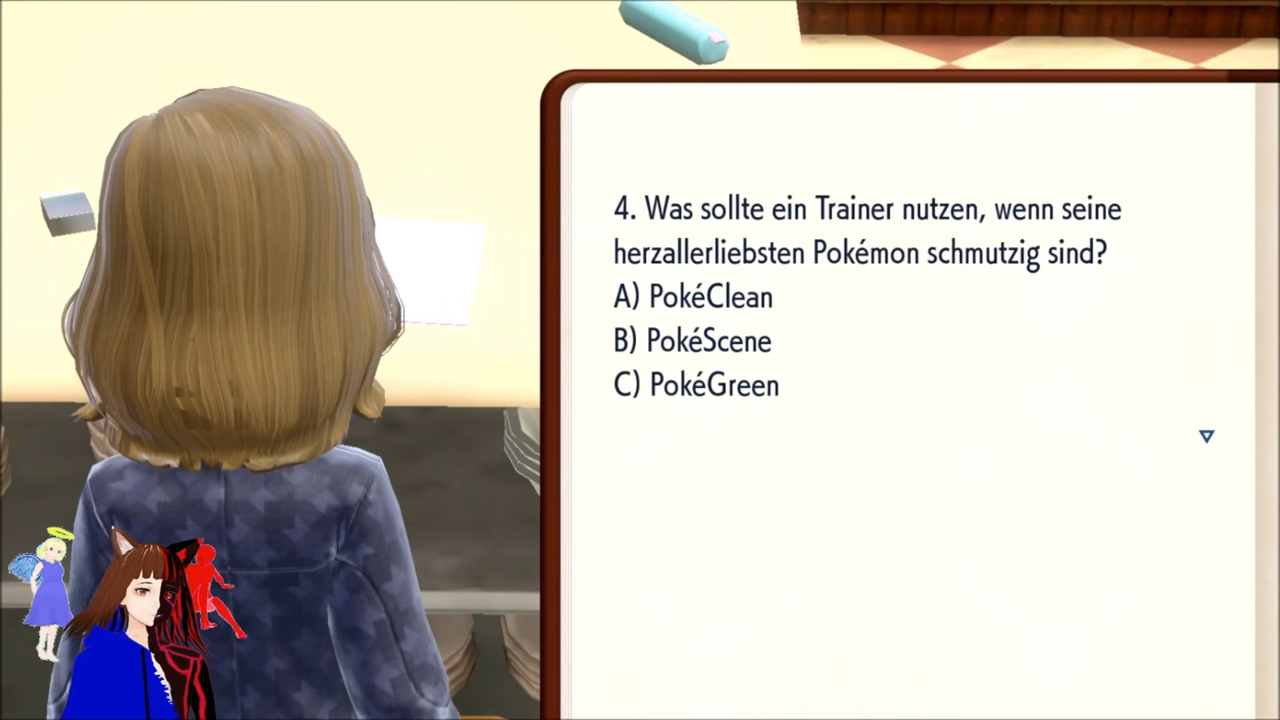 4. Was sollte ein Trainer nutzen, wenn seine
herzallerliebsten Pokémon schmutzig sind?
A) PokéClean
B) PokéScene
C) PokéGreen